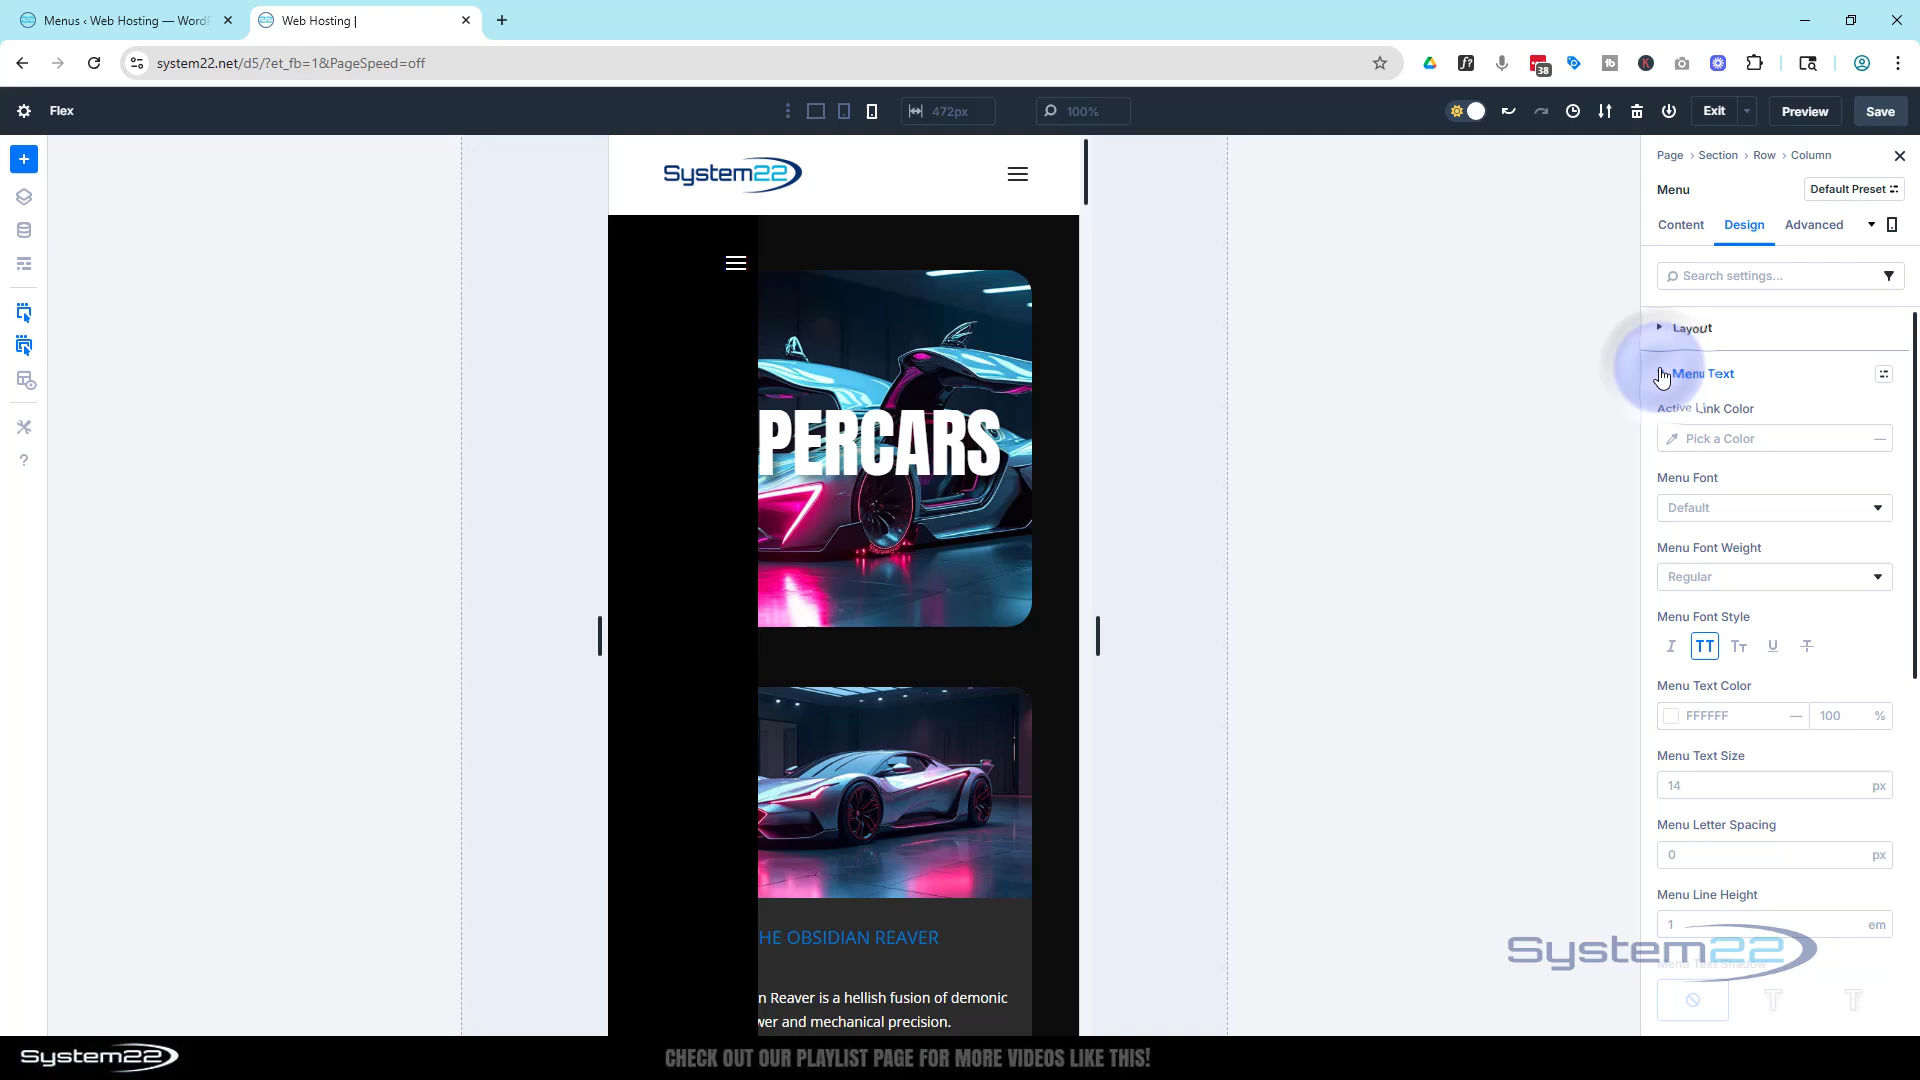 Menus ‹ Web Hosting — WordP
Web Hosting |
system22.net/d5/?et_fb=1&PageSpeed=off
38
Flex
472px
100%
Exit
Preview
Save
Page > Section > Row > Column
Menu
Default Preset
Content
Design
Advanced
Search settings...
Layout
Menu Text
Active Link Color
Pick a Color
Menu Font
Default
Menu Font Weight
Regular
Menu Font Style
Menu Text Color
FFFFFF
100
%
Menu Text Size
14
px
Menu Letter Spacing
0
px
Menu Line Height
1
em
Menu Text Shadow
System22
PERCARS
HE OBSIDIAN REAVER
n Reaver is a hellish fusion of demonic
wer and mechanical precision.
System22
System22
CHECK OUT OUR PLAYLIST PAGE FOR MORE VIDEOS LIKE THIS!